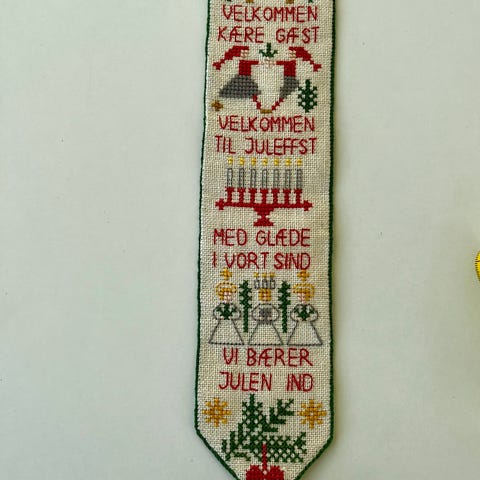 VELKOMMEN
KÆRE GÆST
VELKOMMEN
TIL JULEFFST
MED GLÆDE
I VORT SIND
VI BÆRER
JULEN IND